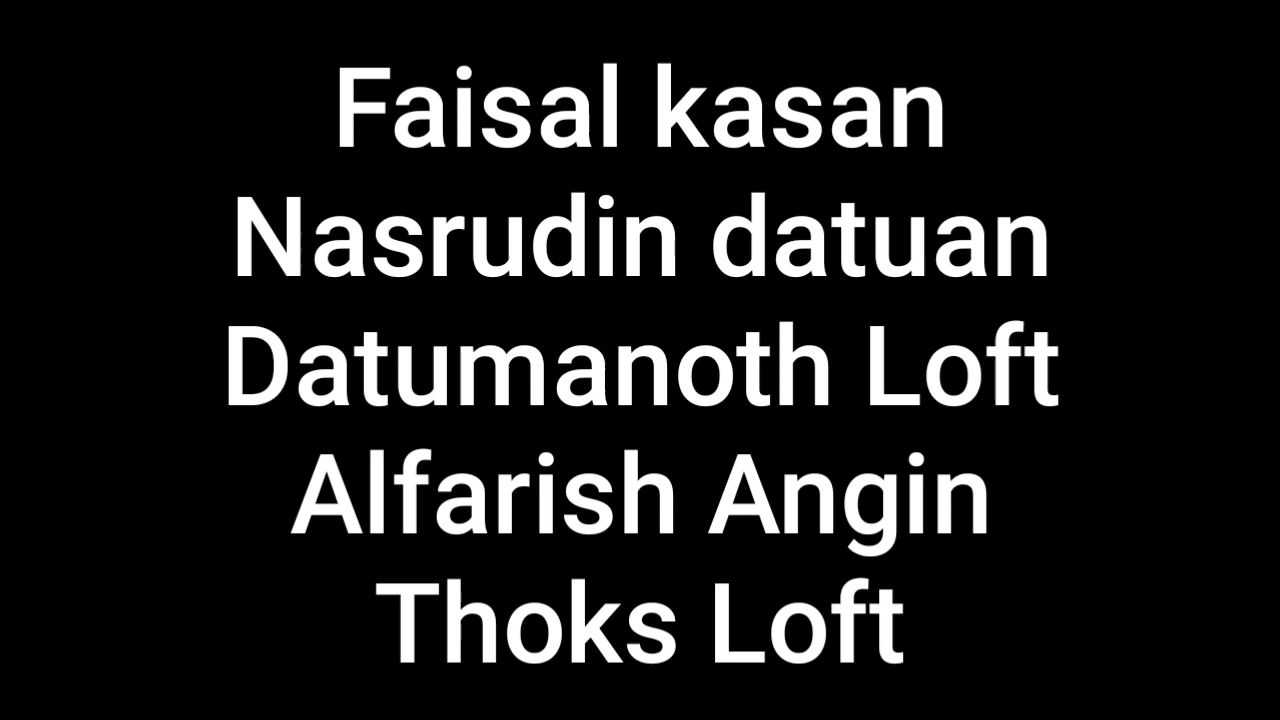 Faisal kasan
Nasrudin datuan
Datumanoth Loft
Alfarish Angin
Thoks Loft